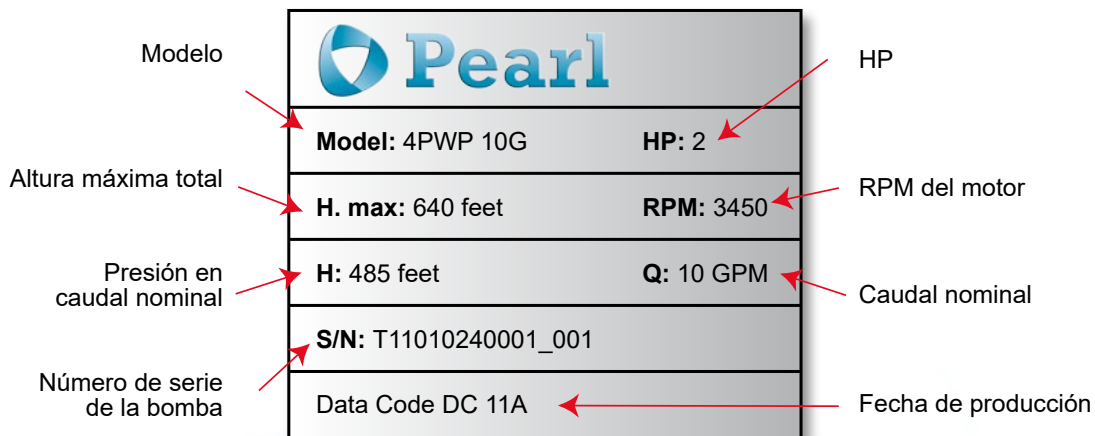 Pearl
Modelo
HP
Model: 4PWP 10G HP: 2
Altura máxima total
RPM del motor
H. max: 640 feet RPM: 3450
Presión en
caudal nominal
H: 485 feet Q: 10 GPM
Caudal nominal
S/N: T11010240001_001
Número de serie
de la bomba
Data Code DC 11A
Fecha de producción